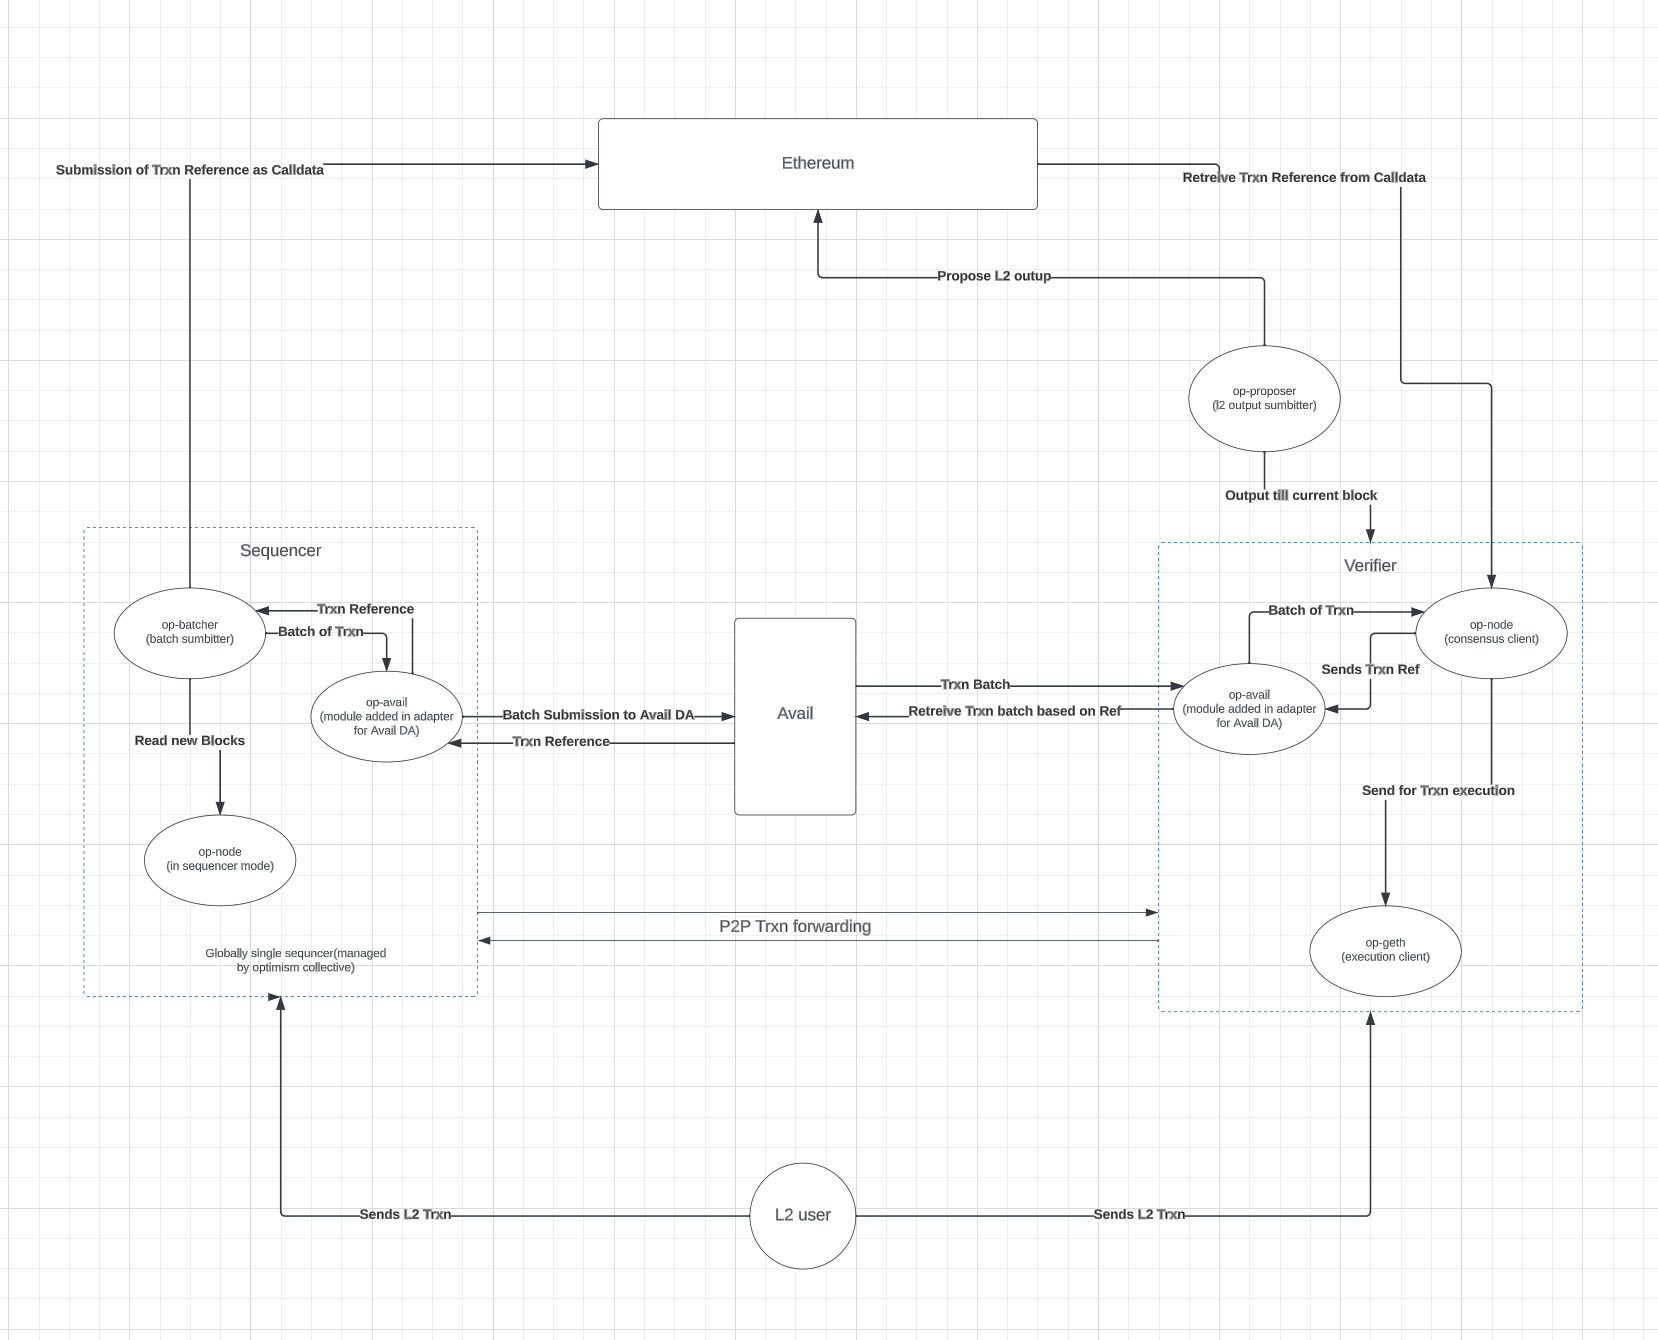 Ethereum
Submission of Trxn Reference as Calldata
Retreive Trxn Reference from Calldata
Propose L2 outup
op-proposer
(l2 output sumbitter)
Output till current block
Sequencer
Verifier
Trxn Reference
Batch of Trxn
op-batcher
(batch sumbitter)
Batch of Trxn
op-node
(consensus client)
Sends Trxn Ref
op-avail
(module added in adapter
for Avail DA)
Batch Submission to Avail DA
Trxn Reference
Avail
Trxn Batch
Retreive Trxn batch based on Ref
op-avail
(module added in adapter
for Avail DA)
Read new Blocks
Send for Trxn execution
op-node
(in sequencer mode)
P2P Trxn forwarding
op-geth
(execution client)
Globally single sequncer(managed
by optimism collective)
Sends L2 Trxn
L2 user
Sends L2 Trxn